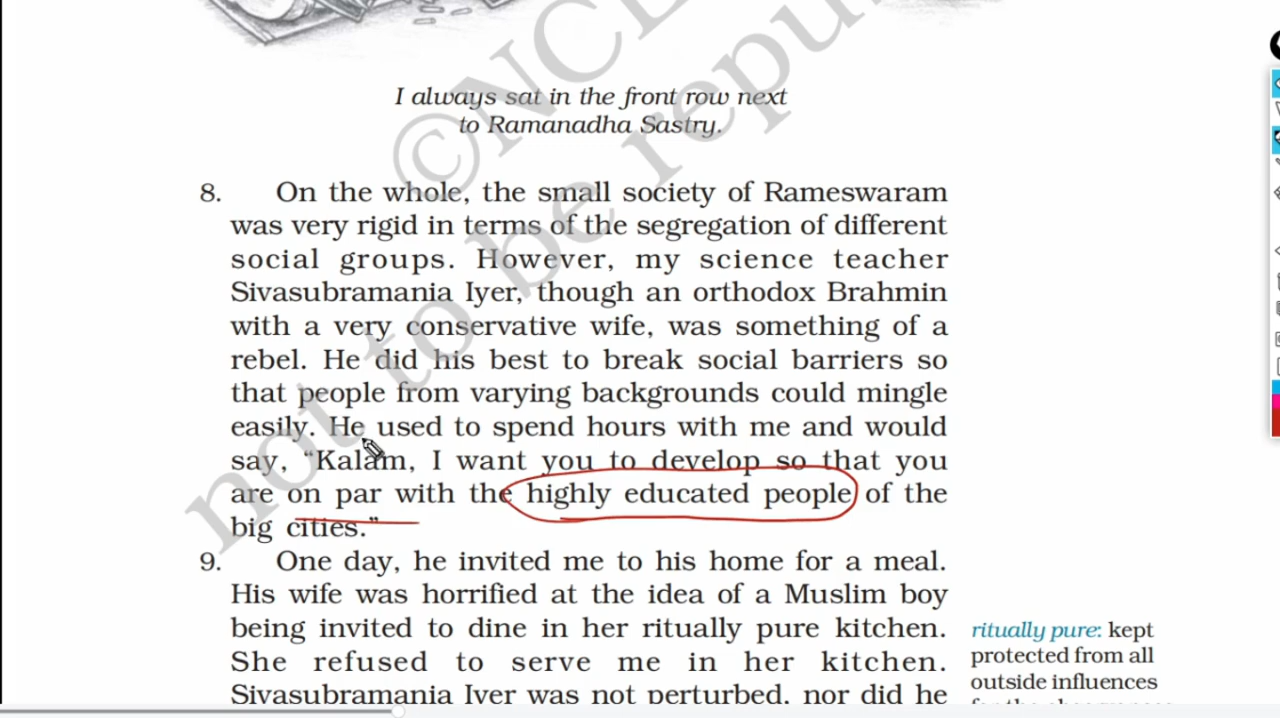 I always sat in the front row next
to Ramanadha Sastry.
8. On the whole, the small society of Rameswaram
was very rigid in terms of the segregation of different
social groups. However, my science teacher
Sivasubramania Iyer, though an orthodox Brahmin
with a very conservative wife, was something of a
rebel. He did his best to break social barriers so
that people from varying backgrounds could mingle
easily. He used to spend hours with me and would
say, “Kalam, I want you to develop so that you
are on par with the highly educated people of the
big cities.”
9. One day, he invited me to his home for a meal.
His wife was horrified at the idea of a Muslim boy
being invited to dine in her ritually pure kitchen.
She refused to serve me in her kitchen.
Sivasubramania Iyer was not perturbed, nor did he
ritually pure: kept
protected from all
outside influences
©NCE
not to be repu